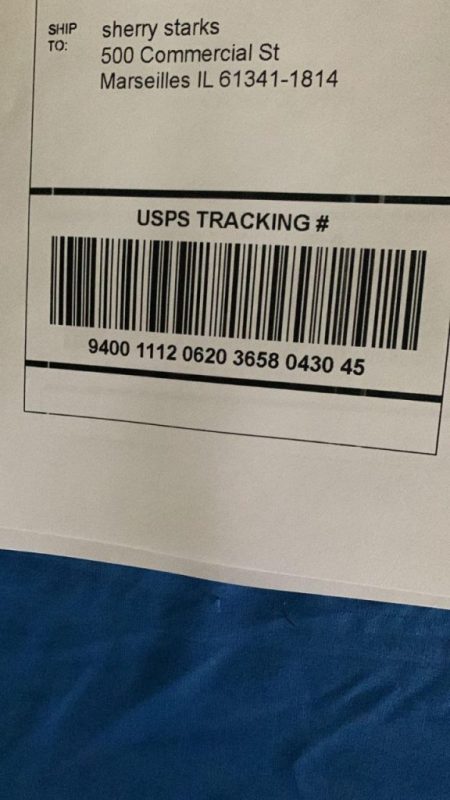 SHIP TO:
sherry starks
500 Commercial St
Marseilles IL 61341-1814
USPS TRACKING #
9400 1112 0620 3658 0430 45